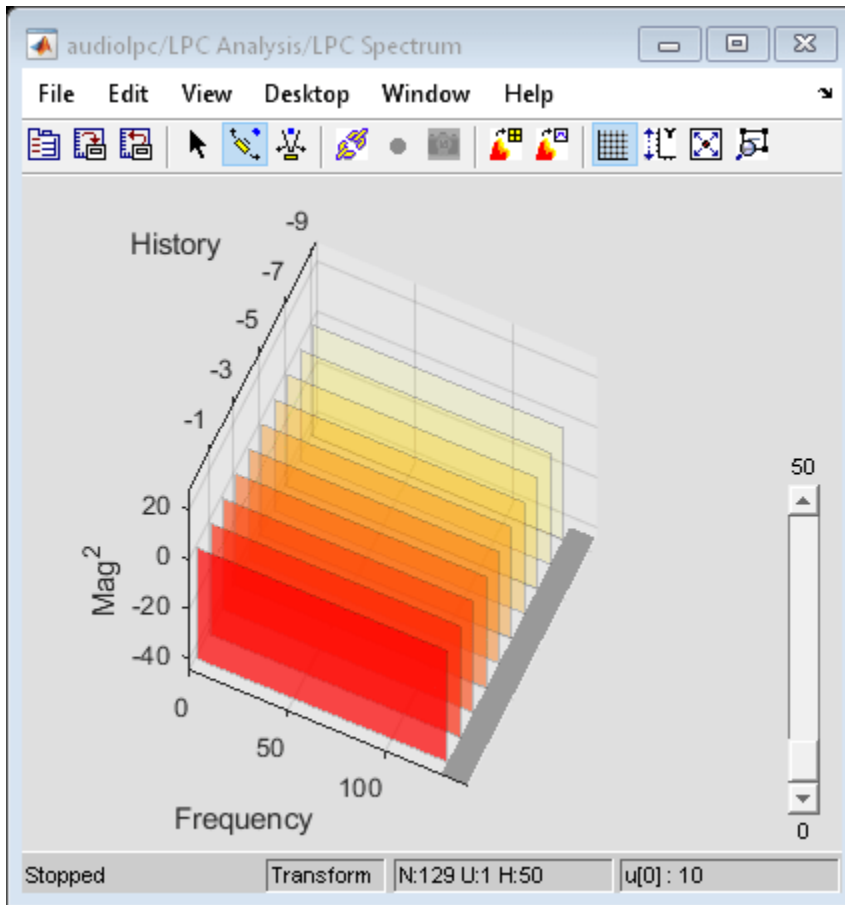 audiolpc/LPC Analysis/LPC Spectrum
File Edit View Desktop Window Help
History
-9
-7
-5
-3
-1
20
0
-20
-40
Mag2
0
50
100
Frequency
50
0
Stopped Transform N:129 U:1 H:50 u[0] : 10